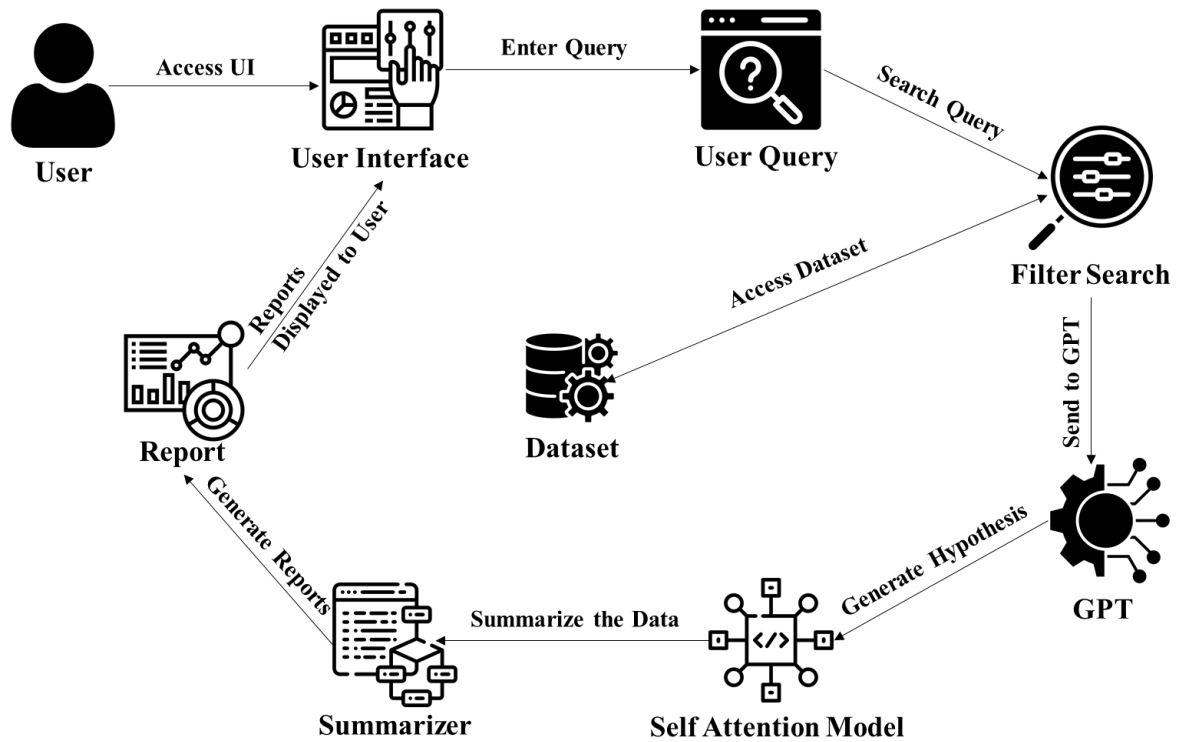 Access UI
Enter Query
Search Query
User
User Interface
User Query
Filter Search
Reports
Displayed to User
Access Dataset
Send to GPT
Report
Dataset
Generate Reports
Generate Hypothesis
GPT
Summarize the Data
Summarizer
Self Attention Model
?
</>